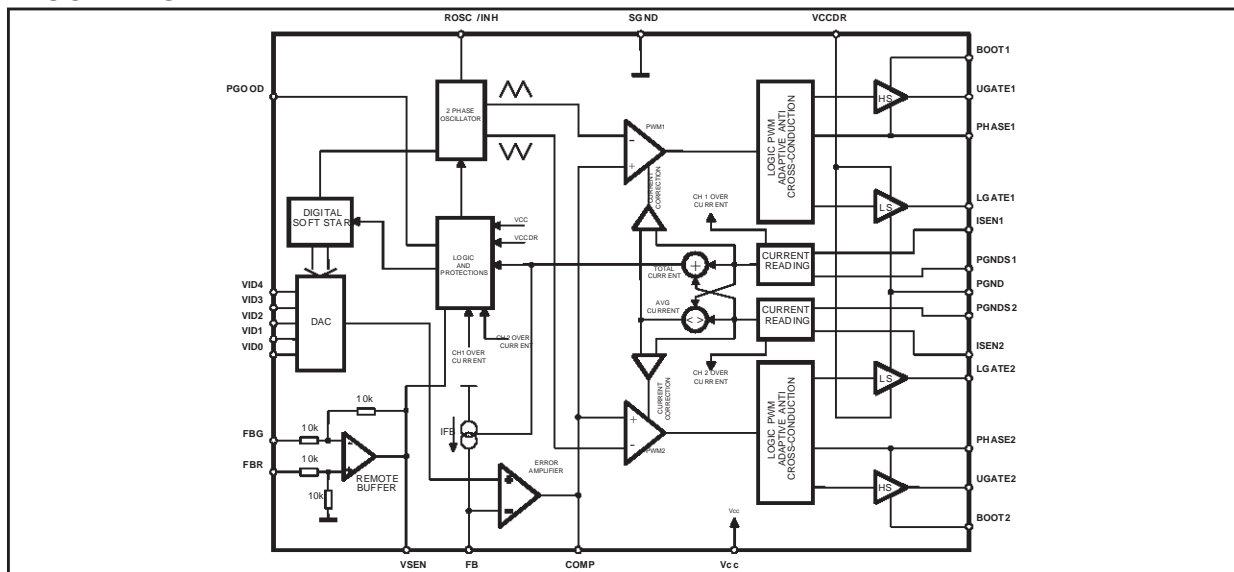 ROSC /INH
SGND
VCCDR
BOOT1
PGOOD
2 PHASE
OSCILLATOR
PWM1
LOGIC PWM
ADAPTIVE ANTI
CROSS-CONDUCTION
HS
UGATE1
PHASE1
CURRENT
CORRECTION
CH 1 OVER
CURRENT
LS
LGATE1
DIGITAL
SOFT STAR
VCC
VCCDR
LOGIC
AND
PROTECTIONS
TOTAL
CURRENT
+
CURRENT
READING
ISEN1
PGNDS1
PGND
VID4
VID3
VID2
VID1
VID0
DAC
AVG
CURRENT
< >
CURRENT
READING
PGNDS2
ISEN2
CH1 OVER
CURRENT
CH2 OVER
CURRENT
CH 2 OVER
CURRENT
CURRENT
CORRECTION
LS
LGATE2
10k
IFB
+
-
PWM2
LOGIC PWM
ADAPTIVE ANTI
CROSS-CONDUCTION
PHASE2
FBG
10k
FBR
10k
10k
-
+
REMOTE
BUFFER
ERROR
AMPLIFIER
+
-
HS
UGATE2
Vcc
BOOT2
VSEN
FB
COMP
Vcc